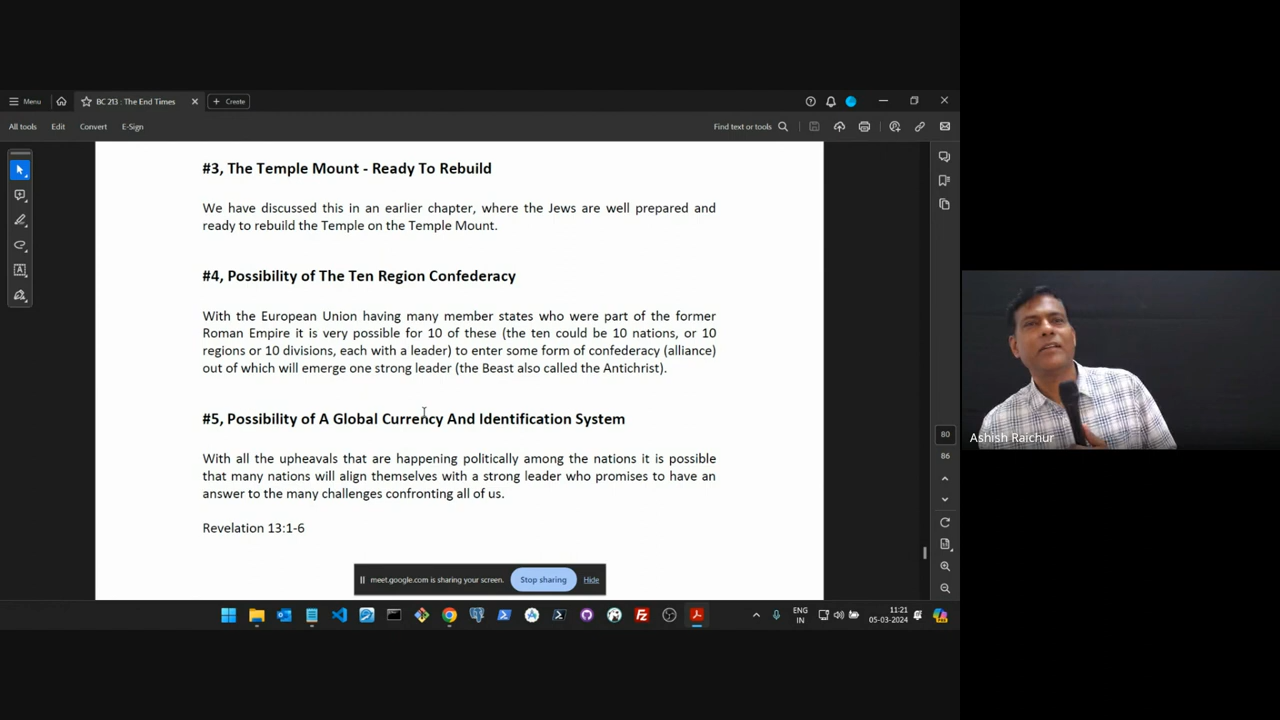 Menu
BC 213 : The End Times
Create
All tools
Edit
Convert
E-Sign
Find text or tools
#3, The Temple Mount - Ready To Rebuild
We have discussed this in an earlier chapter, where the Jews are well prepared and
ready to rebuild the Temple on the Temple Mount.
#4, Possibility of The Ten Region Confederacy
With the European Union having many member states who were part of the former
Roman Empire it is very possible for 10 of these (the ten could be 10 nations, or 10
regions or 10 divisions, each with a leader) to enter some form of confederacy (alliance)
out of which will emerge one strong leader (the Beast also called the Antichrist).
#5, Possibility of A Global Currency And Identification System
With all the upheavals that are happening politically among the nations it is possible
that many nations will align themselves with a strong leader who promises to have an
answer to the many challenges confronting all of us.
Revelation 13:1-6
80
86
Ashish Raichur
meet.google.com is sharing your screen.
Stop sharing
Hide
ENG
IN
11:21
05-03-2024